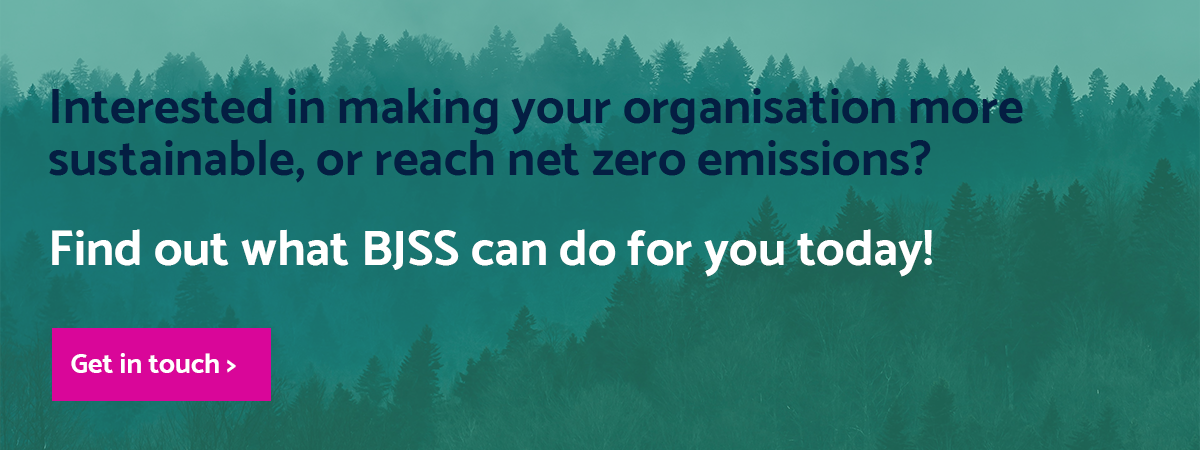 Interested in making your organisation more
sustainable, or reach net zero emissions?
Find out what BJSS can do for you today!
Get in touch >